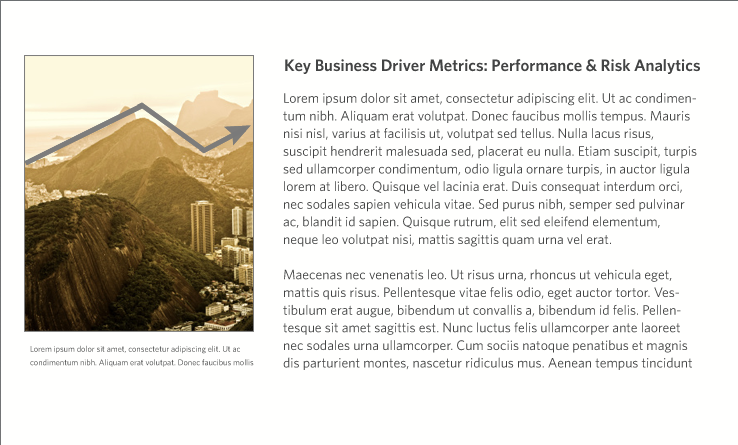 Key Business Driver Metrics: Performance & Risk Analytics
Lorem ipsum dolor sit amet, consectetur adipiscing elit. Ut ac condimen-
tum nibh. Aliquam erat volutpat. Donec faucibus mollis tempus. Mauris
nisi nisl, varius at facilisis ut, volutpat sed tellus. Nulla lacus risus,
suscipit hendrerit malesuada sed, placerat eu nulla. Etiam suscipit, turpis
sed ullamcorper condimentum, odio ligula ornare turpis, in auctor ligula
lorem at libero. Quisque vel lacinia erat. Duis consequat interdum orci,
nec sodales sapien vehicula vitae. Sed purus nibh, semper sed pulvinar
ac, blandit id sapien. Quisque rutrum, elit sed eleifend elementum,
neque leo volutpat nisi, mattis sagittis quam urna vel erat.
Maecenas nec venenatis leo. Ut risus urna, rhoncus ut vehicula eget,
mattis quis risus. Pellentesque vitae felis odio, eget auctor tortor. Ves-
tibulum erat augue, bibendum ut convallis a, bibendum id felis. Pellen-
tesque sit amet sagittis est. Nunc luctus felis ullamcorper ante laoreet
nec sodales urna ullamcorper. Cum sociis natoque penatibus et magnis
dis parturient montes, nascetur ridiculus mus. Aenean tempus tincidunt
Lorem ipsum dolor sit amet, consectetur adipiscing elit. Ut ac
condimentum nibh. Aliquam erat volutpat. Donec faucibus mollis